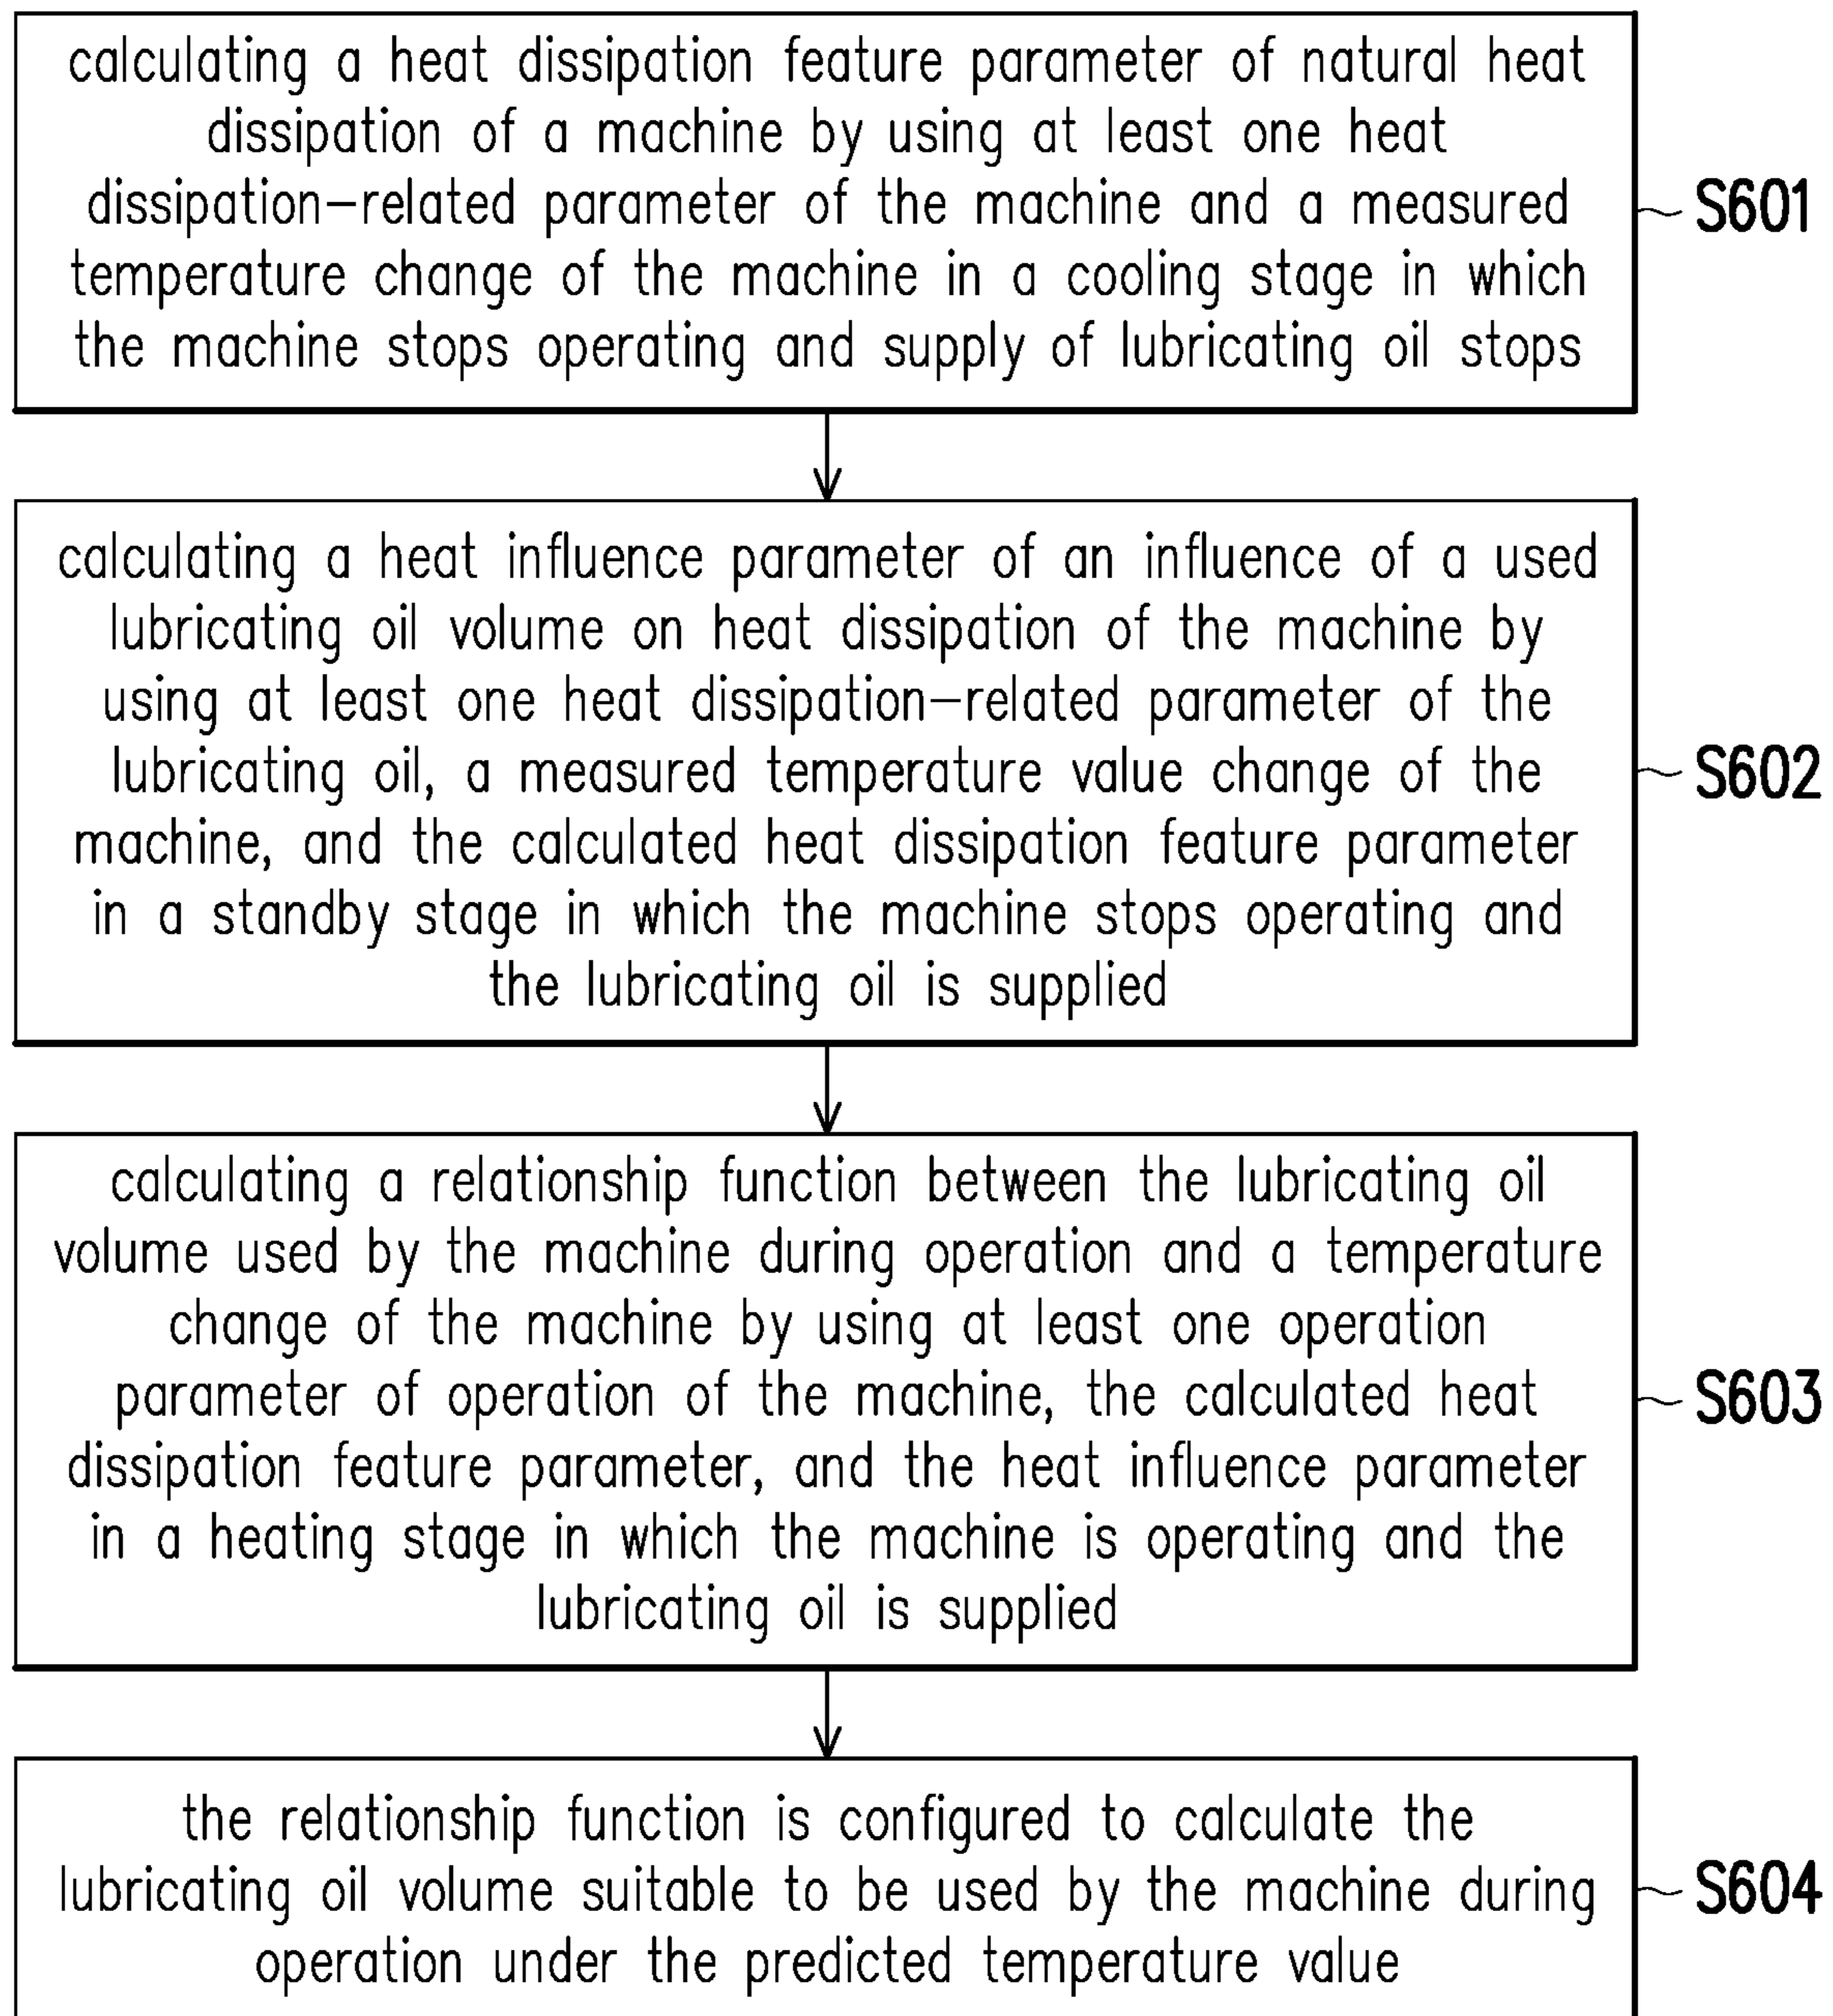 calculating a heat dissipation feature parameter of natural heat
dissipation of a machine by using at least one heat
dissipation-related parameter of the machine and a measured
temperature change of the machine in a cooling stage in which
the machine stops operating and supply of lubricating oil stops
S601
calculating a heat influence parameter of an influence of a used
lubricating oil volume on heat dissipation of the machine by
using at least one heat dissipation-related parameter of the
lubricating oil, a measured temperature value change of the
machine, and the calculated heat dissipation feature parameter
in a standby stage in which the machine stops operating and
the lubricating oil is supplied
S602
calculating a relationship function between the lubricating oil
volume used by the machine during operation and a temperature
change of the machine by using at least one operation
parameter of operation of the machine, the calculated heat
dissipation feature parameter, and the heat influence parameter
in a heating stage in which the machine is operating and the
lubricating oil is supplied
S603
the relationship function is configured to calculate the
lubricating oil volume suitable to be used by the machine during
operation under the predicted temperature value
S604